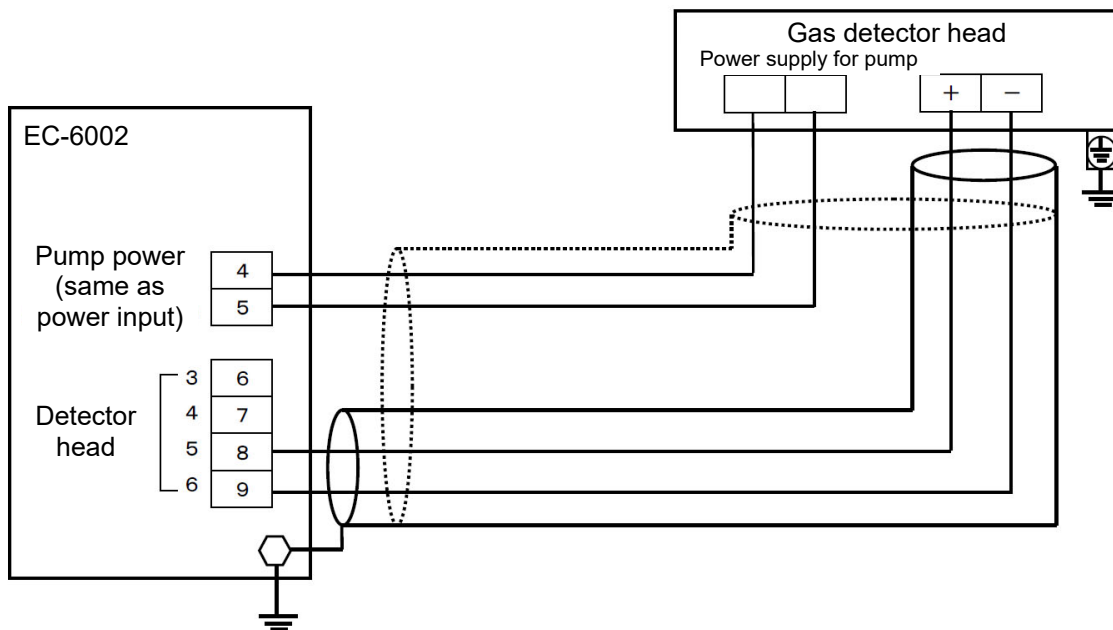 Gas detector head
Power supply for pump
+ −
EC-6002
Pump power
(same as
power input)
4
5
Detector
head
3 6
4 7
5 8
6 9